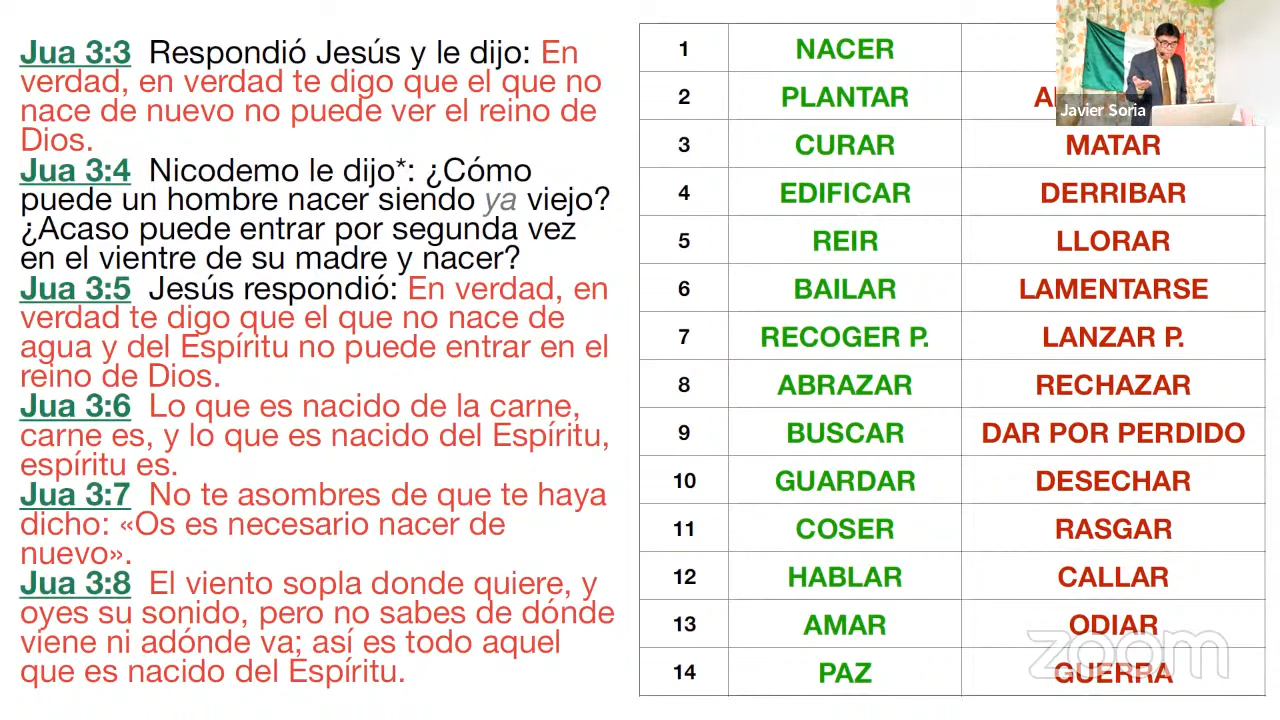 Jua 3:3 Respondió Jesús y le dijo: En
verdad, en verdad te digo que el que no
nace de nuevo no puede ver el reino de
Dios.
Jua 3:4 Nicodemo le dijo*: ¿Cómo
puede un hombre nacer siendo ya viejo?
¿Acaso puede entrar por segunda vez
en el vientre de su madre y nacer?
Jua 3:5 Jesús respondió: En verdad, en
verdad te digo que el que no nace de
agua y del Espíritu no puede entrar en el
reino de Dios.
Jua 3:6 Lo que es nacido de la carne,
carne es, y lo que es nacido del Espíritu,
espíritu es.
Jua 3:7 No te asombres de que te haya
dicho: «Os es necesario nacer de
nuevo».
Jua 3:8 El viento sopla donde quiere, y
oyes su sonido, pero no sabes de dónde
viene ni adónde va; así es todo aquel
que es nacido del Espíritu.
1 NACER
2 PLANTAR
Javier Soria
3 CURAR MATAR
4 EDIFICAR DERRIBAR
5 REIR LLORAR
6 BAILAR LAMENTARSE
7 RECOGER P. LANZAR P.
8 ABRAZAR RECHAZAR
9 BUSCAR DAR POR PERDIDO
10 GUARDAR DESECHAR
11 COSER RASGAR
12 HABLAR CALLAR
13 AMAR ODIAR
14 PAZ GUERRA
zoom